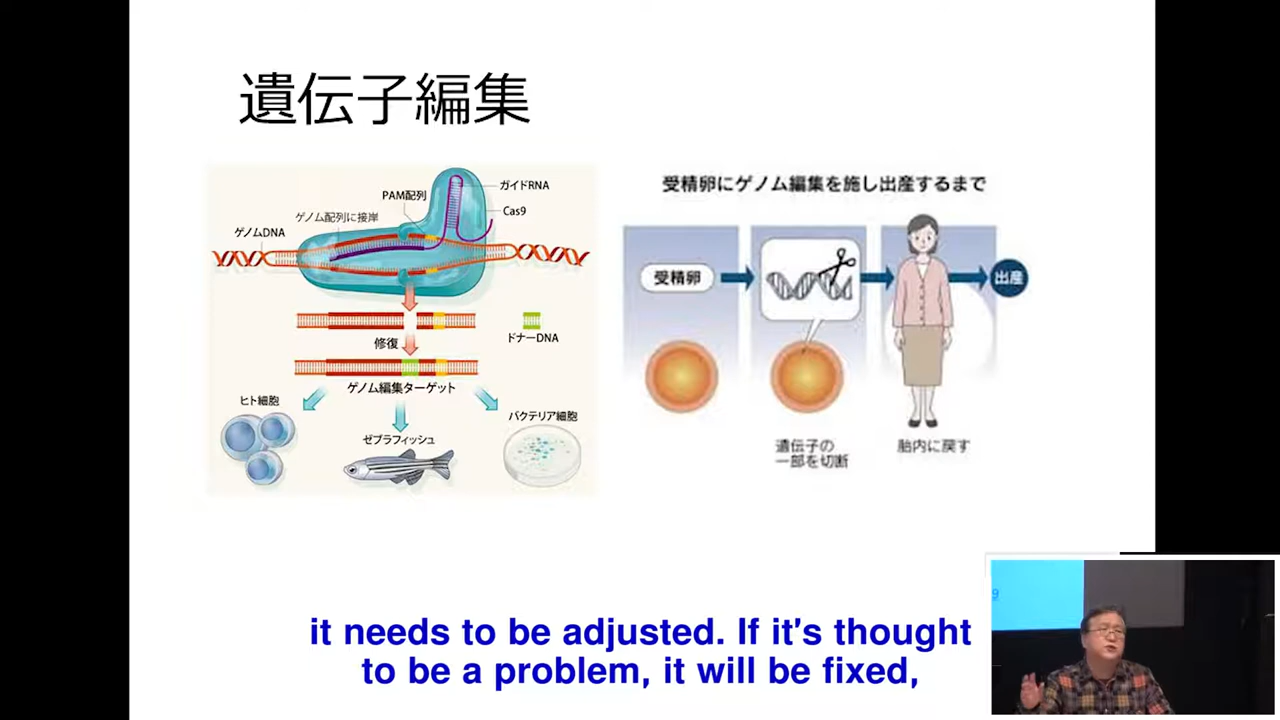 遺伝子編集
PAM配列
ガイドRNA
Cas9
ゲノム配列に接岸
ゲノムDNA
修復
ドナーDNA
ゲノム編集ターゲット
ヒト細胞
ゼブラフィッシュ
バクテリア細胞
受精卵にゲノム編集を施し出産するまで
受精卵
出産
遺伝子の
一部を切断
胎内に戻す
9
it needs to be adjusted. If it's thought
to be a problem, it will be fixed,